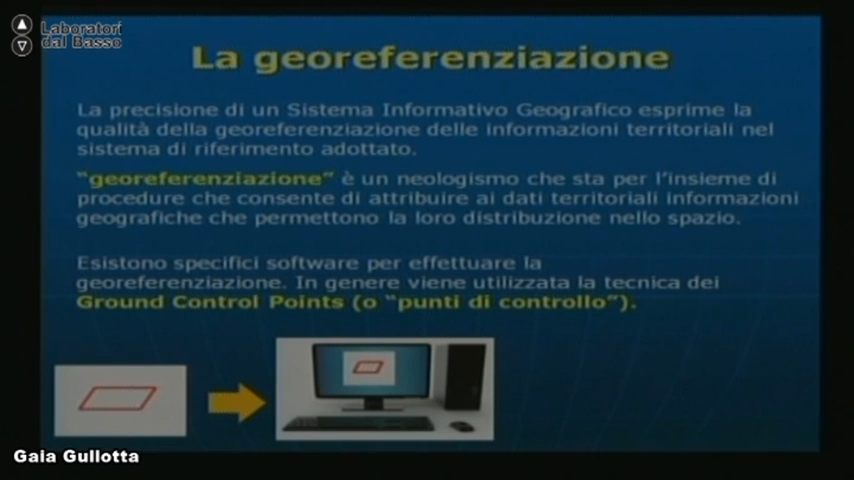 Laboratori
dal Basso
La georeferenziazione
La precisione di un Sistema Informativo Geografico esprime la
qualità della georeferenziazione delle informazioni territoriali nel
sistema di riferimento adottato.
"georeferenziazione" è un neologismo che sta per l'insieme di
procedure che consente di attribuire ai dati territoriali informazioni
geografiche che permettono la loro distribuzione nello spazio.
Esistono specifici software per effettuare la
georeferenziazione. In genere viene utilizzata la tecnica dei
Ground Control Points (o "punti di controllo").
Gaia Gullotta